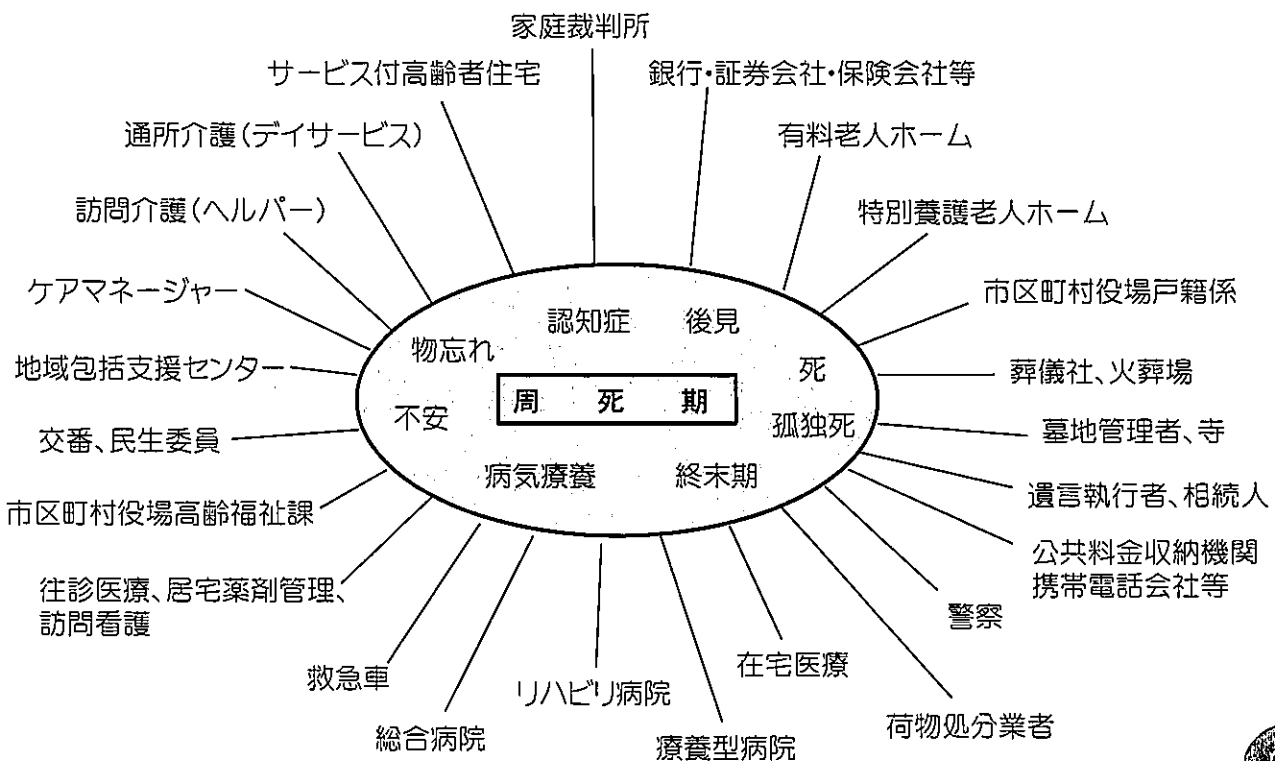 家庭裁判所
サービス付高齢者住宅
銀行・証券会社・保険会社等
通所介護(デイサービス)
有料老人ホーム
訪問介護(ヘルパー)
特別養護老人ホーム
ケアマネージャー
市区町村役場戸籍係
認知症
後見
物忘れ
地域包括支援センター
死
葬儀社、火葬場
周 死 期
不安
孤独死
交番、民生委員
墓地管理者、寺
病気療養
終末期
市区町村役場高齢福祉課
遺言執行者、相続人
公共料金収納機関
携帯電話会社等
往診医療、居宅薬剤管理、
訪問看護
警察
救急車
リハビリ病院
在宅医療
総合病院
療養型病院
荷物処分業者